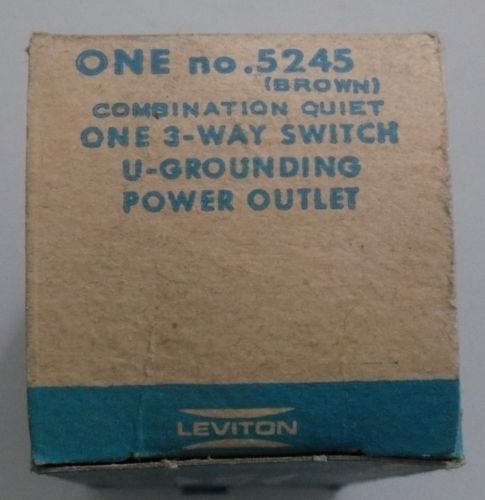 ONE no.5245
(BROWN)
COMBINATION QUIET
ONE 3-WAY SWITCH
U-GROUNDING
POWER OUTLET
LEVITON